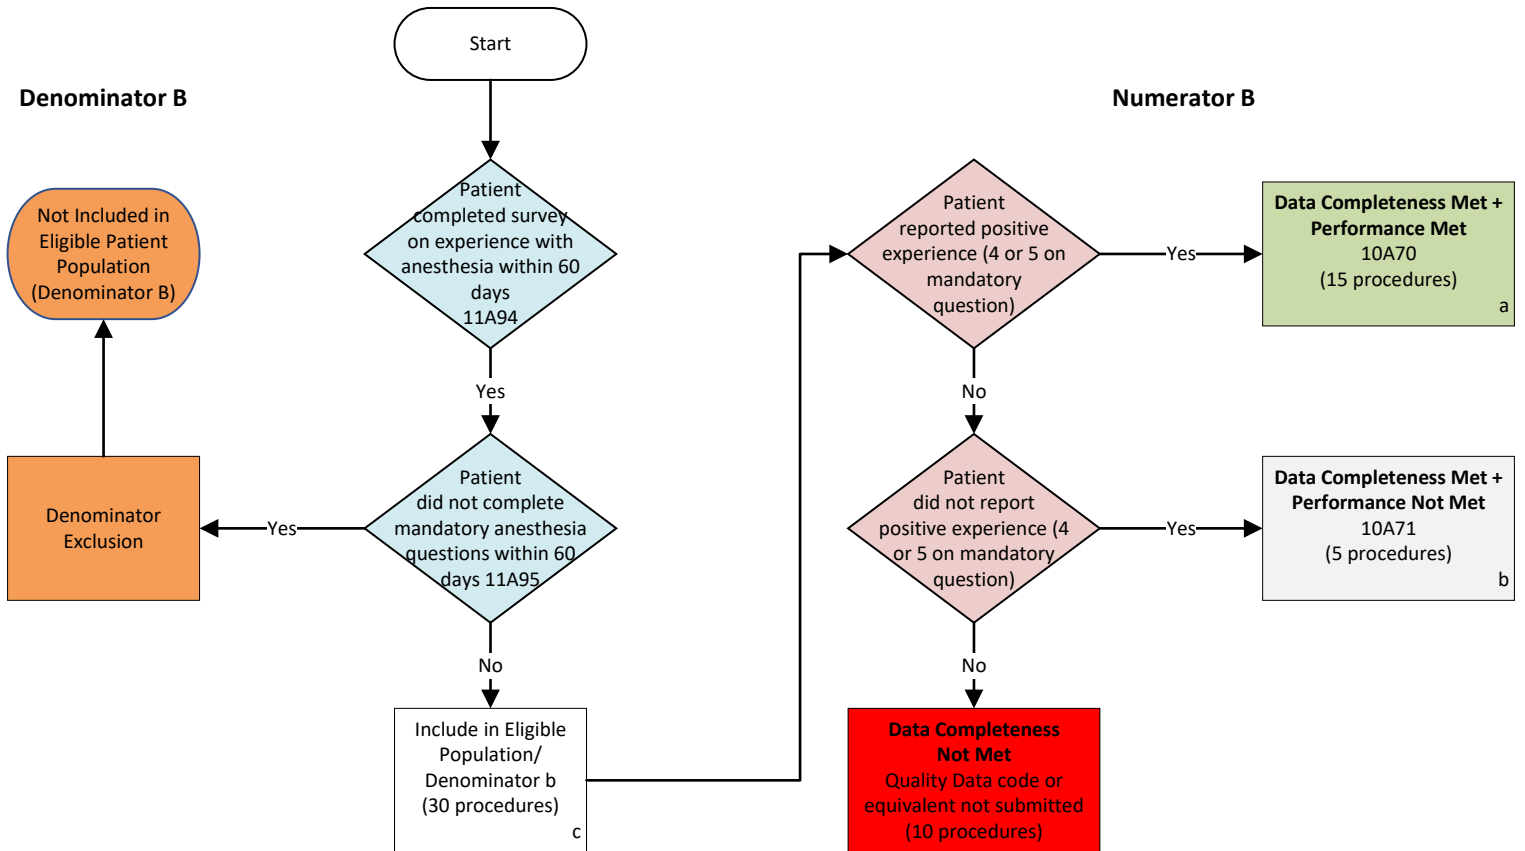 Start
Denominator B
Numerator B
Patient
completed survey
on experience with
anesthesia within 60
days
11A94
Not Included in
Eligible Patient
Population
(Denominator B)
Yes
Patient
did not complete
mandatory anesthesia
questions within 60
days 11A95
Yes
Denominator
Exclusion
No
Include in Eligible
Population/
Denominator b
(30 procedures)
c
Patient
reported positive
experience (4 or 5 on
mandatory
question)
Yes
Data Completeness Met +
Performance Met
10A70
(15 procedures)
a
No
Patient
did not report
positive experience (4
or 5 on mandatory
question)
Yes
Data Completeness Met +
Performance Not Met
10A71
(5 procedures)
b
No
Data Completeness
Not Met
Quality Data code or
equivalent not submitted
(10 procedures)